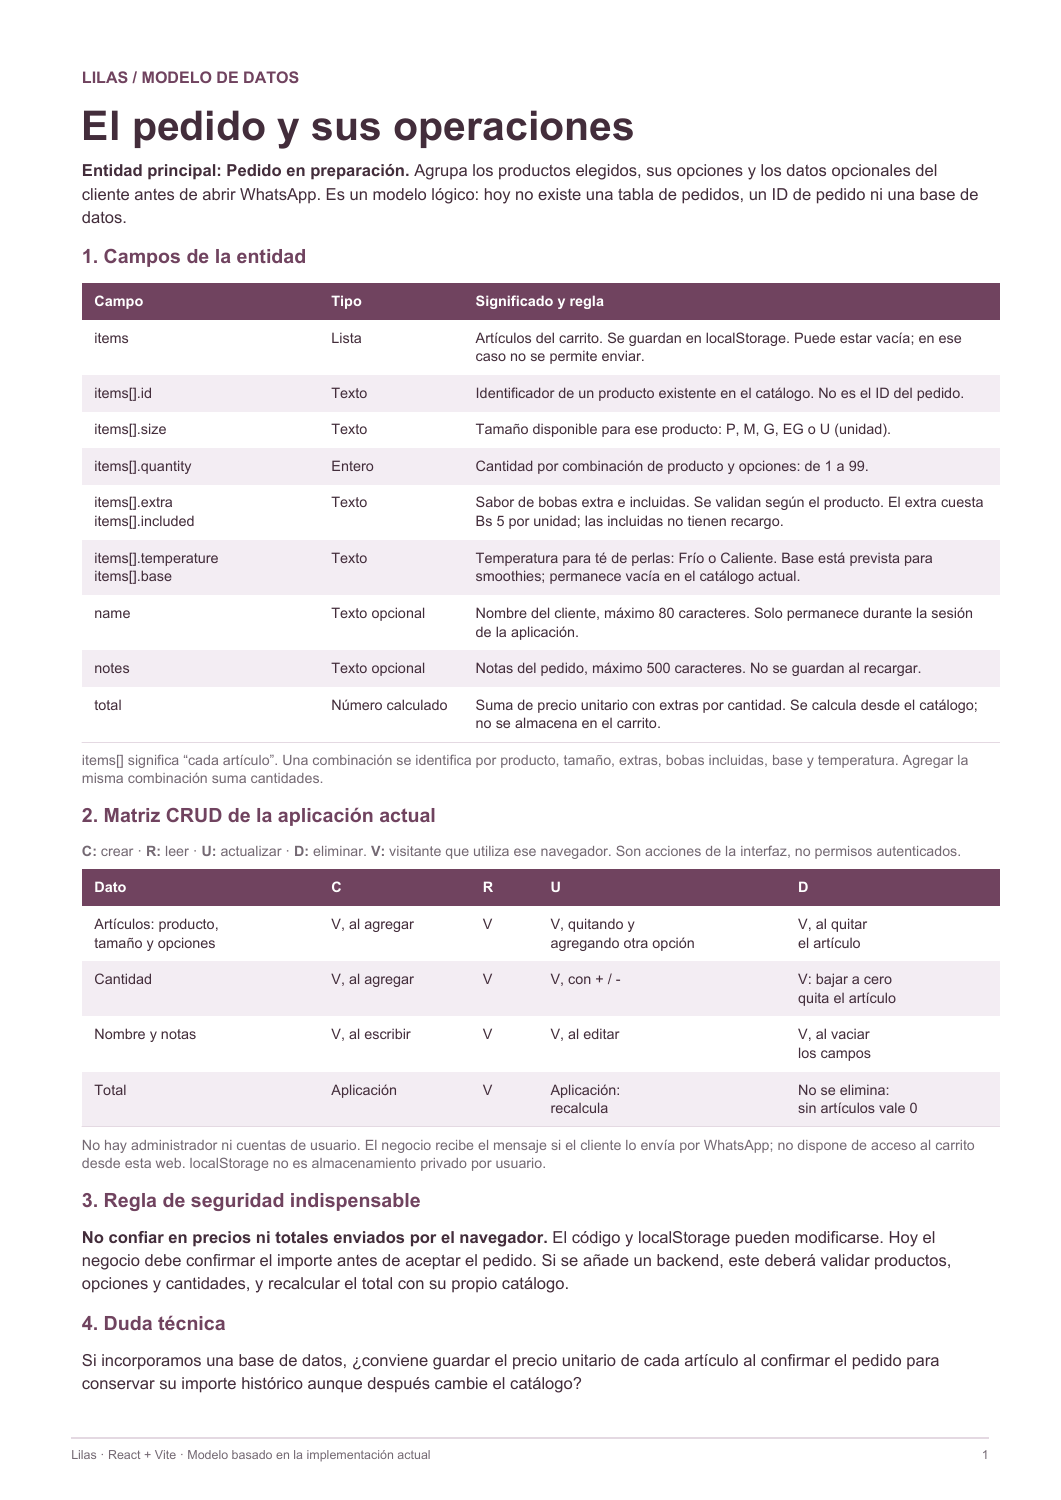 LILAS / MODELO DE DATOS
El pedido y sus operaciones
Entidad principal: Pedido en preparación. Agrupa los productos elegidos, sus opciones y los datos opcionales del
cliente antes de abrir WhatsApp. Es un modelo lógico: hoy no existe una tabla de pedidos, un ID de pedido ni una base de
datos.
1. Campos de la entidad
Campo Tipo Significado y regla
items Lista Artículos del carrito. Se guardan en localStorage. Puede estar vacía; en ese
caso no se permite enviar.
items[].id Texto Identificador de un producto existente en el catálogo. No es el ID del pedido.
items[].size Texto Tamaño disponible para ese producto: P, M, G, EG o U (unidad).
items[].quantity Entero Cantidad por combinación de producto y opciones: de 1 a 99.
items[].extra Texto Sabor de bobas extra e incluidas. Se validan según el producto. El extra cuesta
items[].included Bs 5 por unidad; las incluidas no tienen recargo.
items[].temperature Texto Temperatura para té de perlas: Frío o Caliente. Base está prevista para
items[].base smoothies; permanece vacía en el catálogo actual.
name Texto opcional Nombre del cliente, máximo 80 caracteres. Solo permanece durante la sesión
de la aplicación.
notes Texto opcional Notas del pedido, máximo 500 caracteres. No se guardan al recargar.
total Número calculado Suma de precio unitario con extras por cantidad. Se calcula desde el catálogo;
no se almacena en el carrito.
items[] significa “cada artículo”. Una combinación se identifica por producto, tamaño, extras, bobas incluidas, base y temperatura. Agregar la
misma combinación suma cantidades.
2. Matriz CRUD de la aplicación actual
C: crear · R: leer · U: actualizar · D: eliminar. V: visitante que utiliza ese navegador. Son acciones de la interfaz, no permisos autenticados.
Dato C R U D
Artículos: producto, V, al agregar V V, quitando y V, al quitar
tamaño y opciones agregando otra opción el artículo
Cantidad V, al agregar V V, con + / - V: bajar a cero
quita el artículo
Nombre y notas V, al escribir V V, al editar V, al vaciar
los campos
Total Aplicación V Aplicación: No se elimina:
recalcula sin artículos vale 0
No hay administrador ni cuentas de usuario. El negocio recibe el mensaje si el cliente lo envía por WhatsApp; no dispone de acceso al carrito
desde esta web. localStorage no es almacenamiento privado por usuario.
3. Regla de seguridad indispensable
No confiar en precios ni totales enviados por el navegador. El código y localStorage pueden modificarse. Hoy el
negocio debe confirmar el importe antes de aceptar el pedido. Si se añade un backend, este deberá validar productos,
opciones y cantidades, y recalcular el total con su propio catálogo.
4. Duda técnica
Si incorporamos una base de datos, ¿conviene guardar el precio unitario de cada artículo al confirmar el pedido para
conservar su importe histórico aunque después cambie el catálogo?
Lilas · React + Vite · Modelo basado en la implementación actual 1